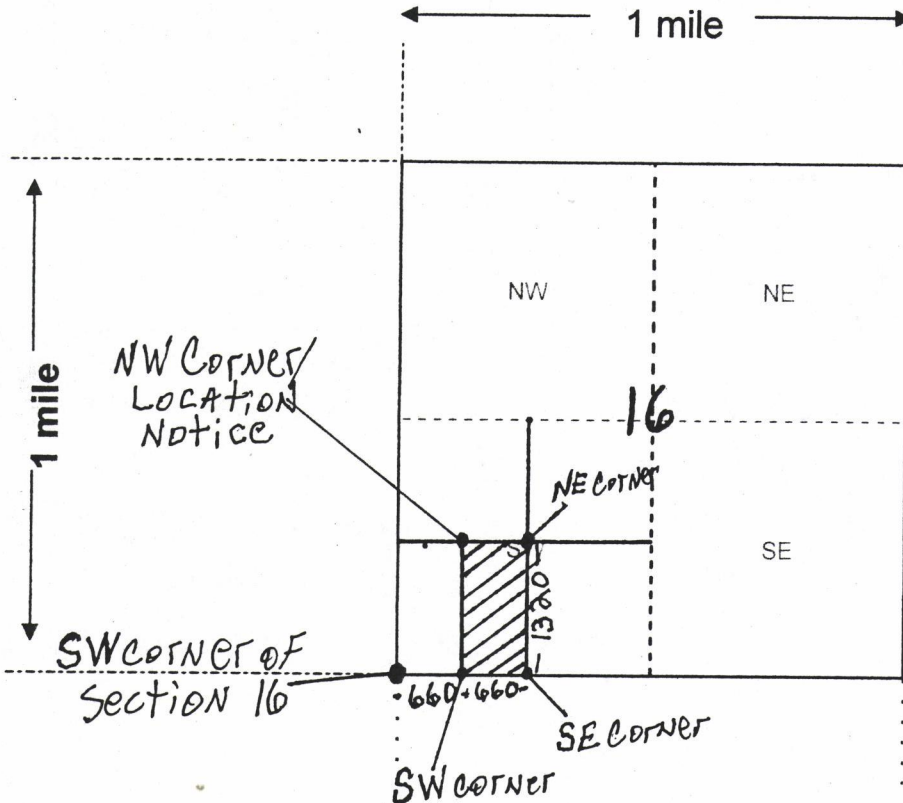 1 mile
1 mile
NW
NE
NW Corner/
LOCATION
Notice
16
NE Corner
SE
1320
SW corner of
Section 16
660
660
SE Corner
SW corner